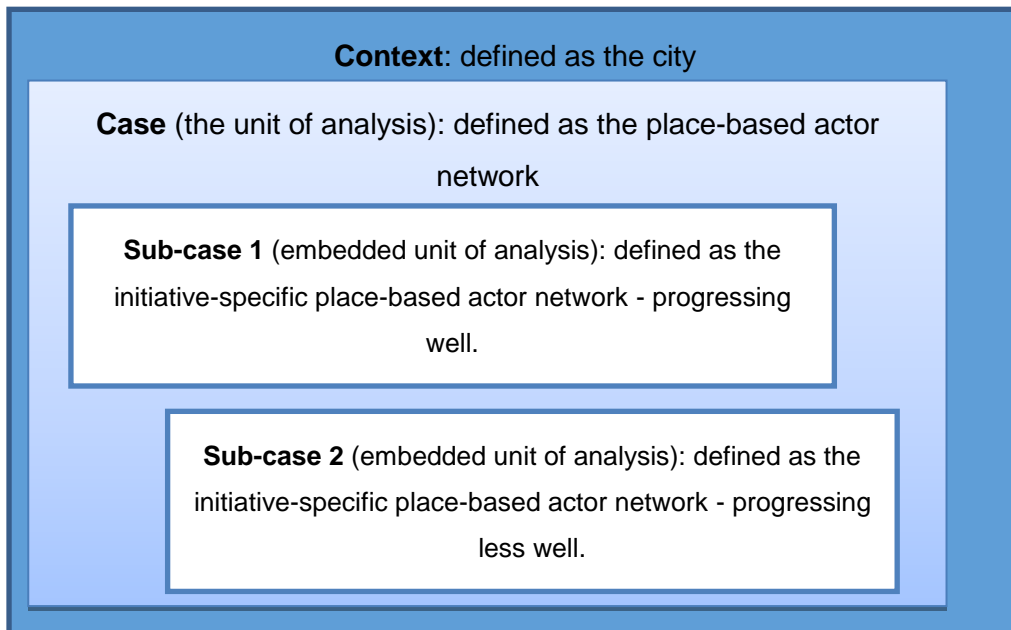 Context: defined as the city
Case (the unit of analysis): defined as the place-based actor
network
Sub-case 1 (embedded unit of analysis): defined as the
initiative-specific place-based actor network - progressing
well.
Sub-case 2 (embedded unit of analysis): defined as the
initiative-specific place-based actor network - progressing
less well.